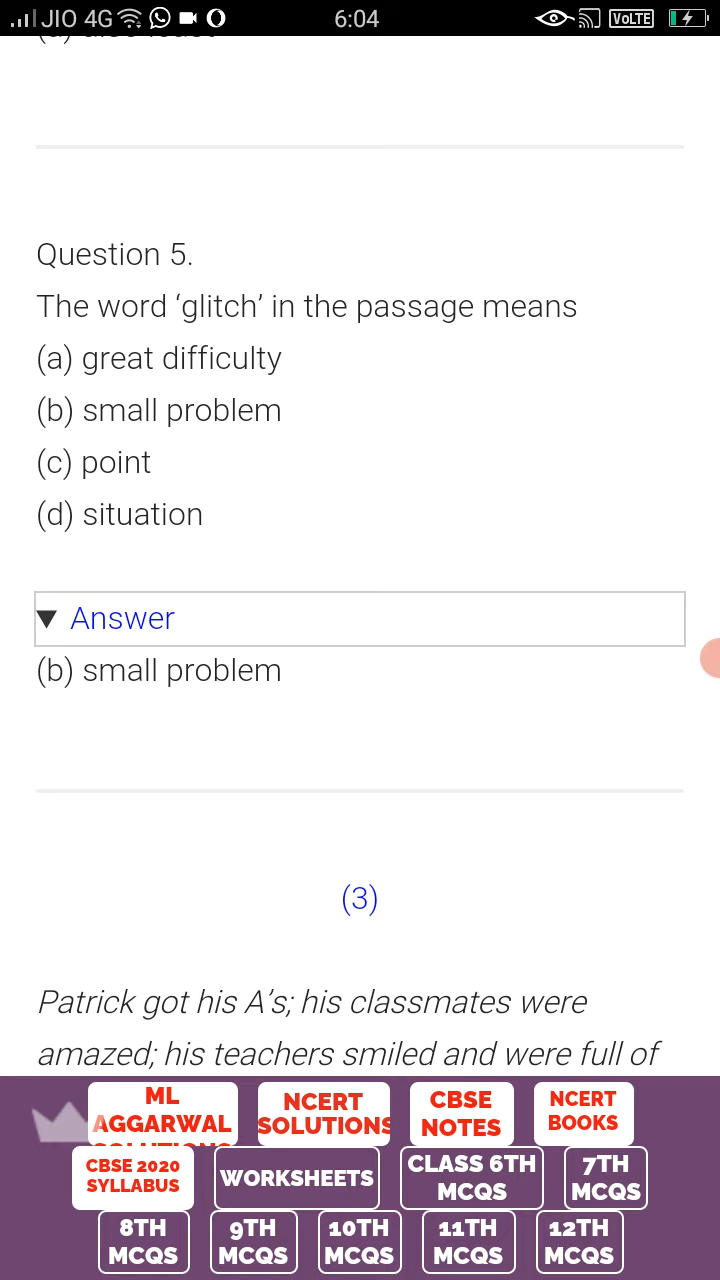 JIO 4G 6:04 VoLTE
Question 5.
The word ‘glitch’ in the passage means
(a) great difficulty
(b) small problem
(c) point
(d) situation
Answer
(b) small problem
(3)
Patrick got his A’s; his classmates were
amazed; his teachers smiled and were full of
ML AGGARWAL
NCERT SOLUTIONS
CBSE NOTES
NCERT BOOKS
CBSE 2020 SYLLABUS
WORKSHEETS
CLASS 6TH MCQS
7TH MCQS
8TH MCQS
9TH MCQS
10TH MCQS
11TH MCQS
12TH MCQS